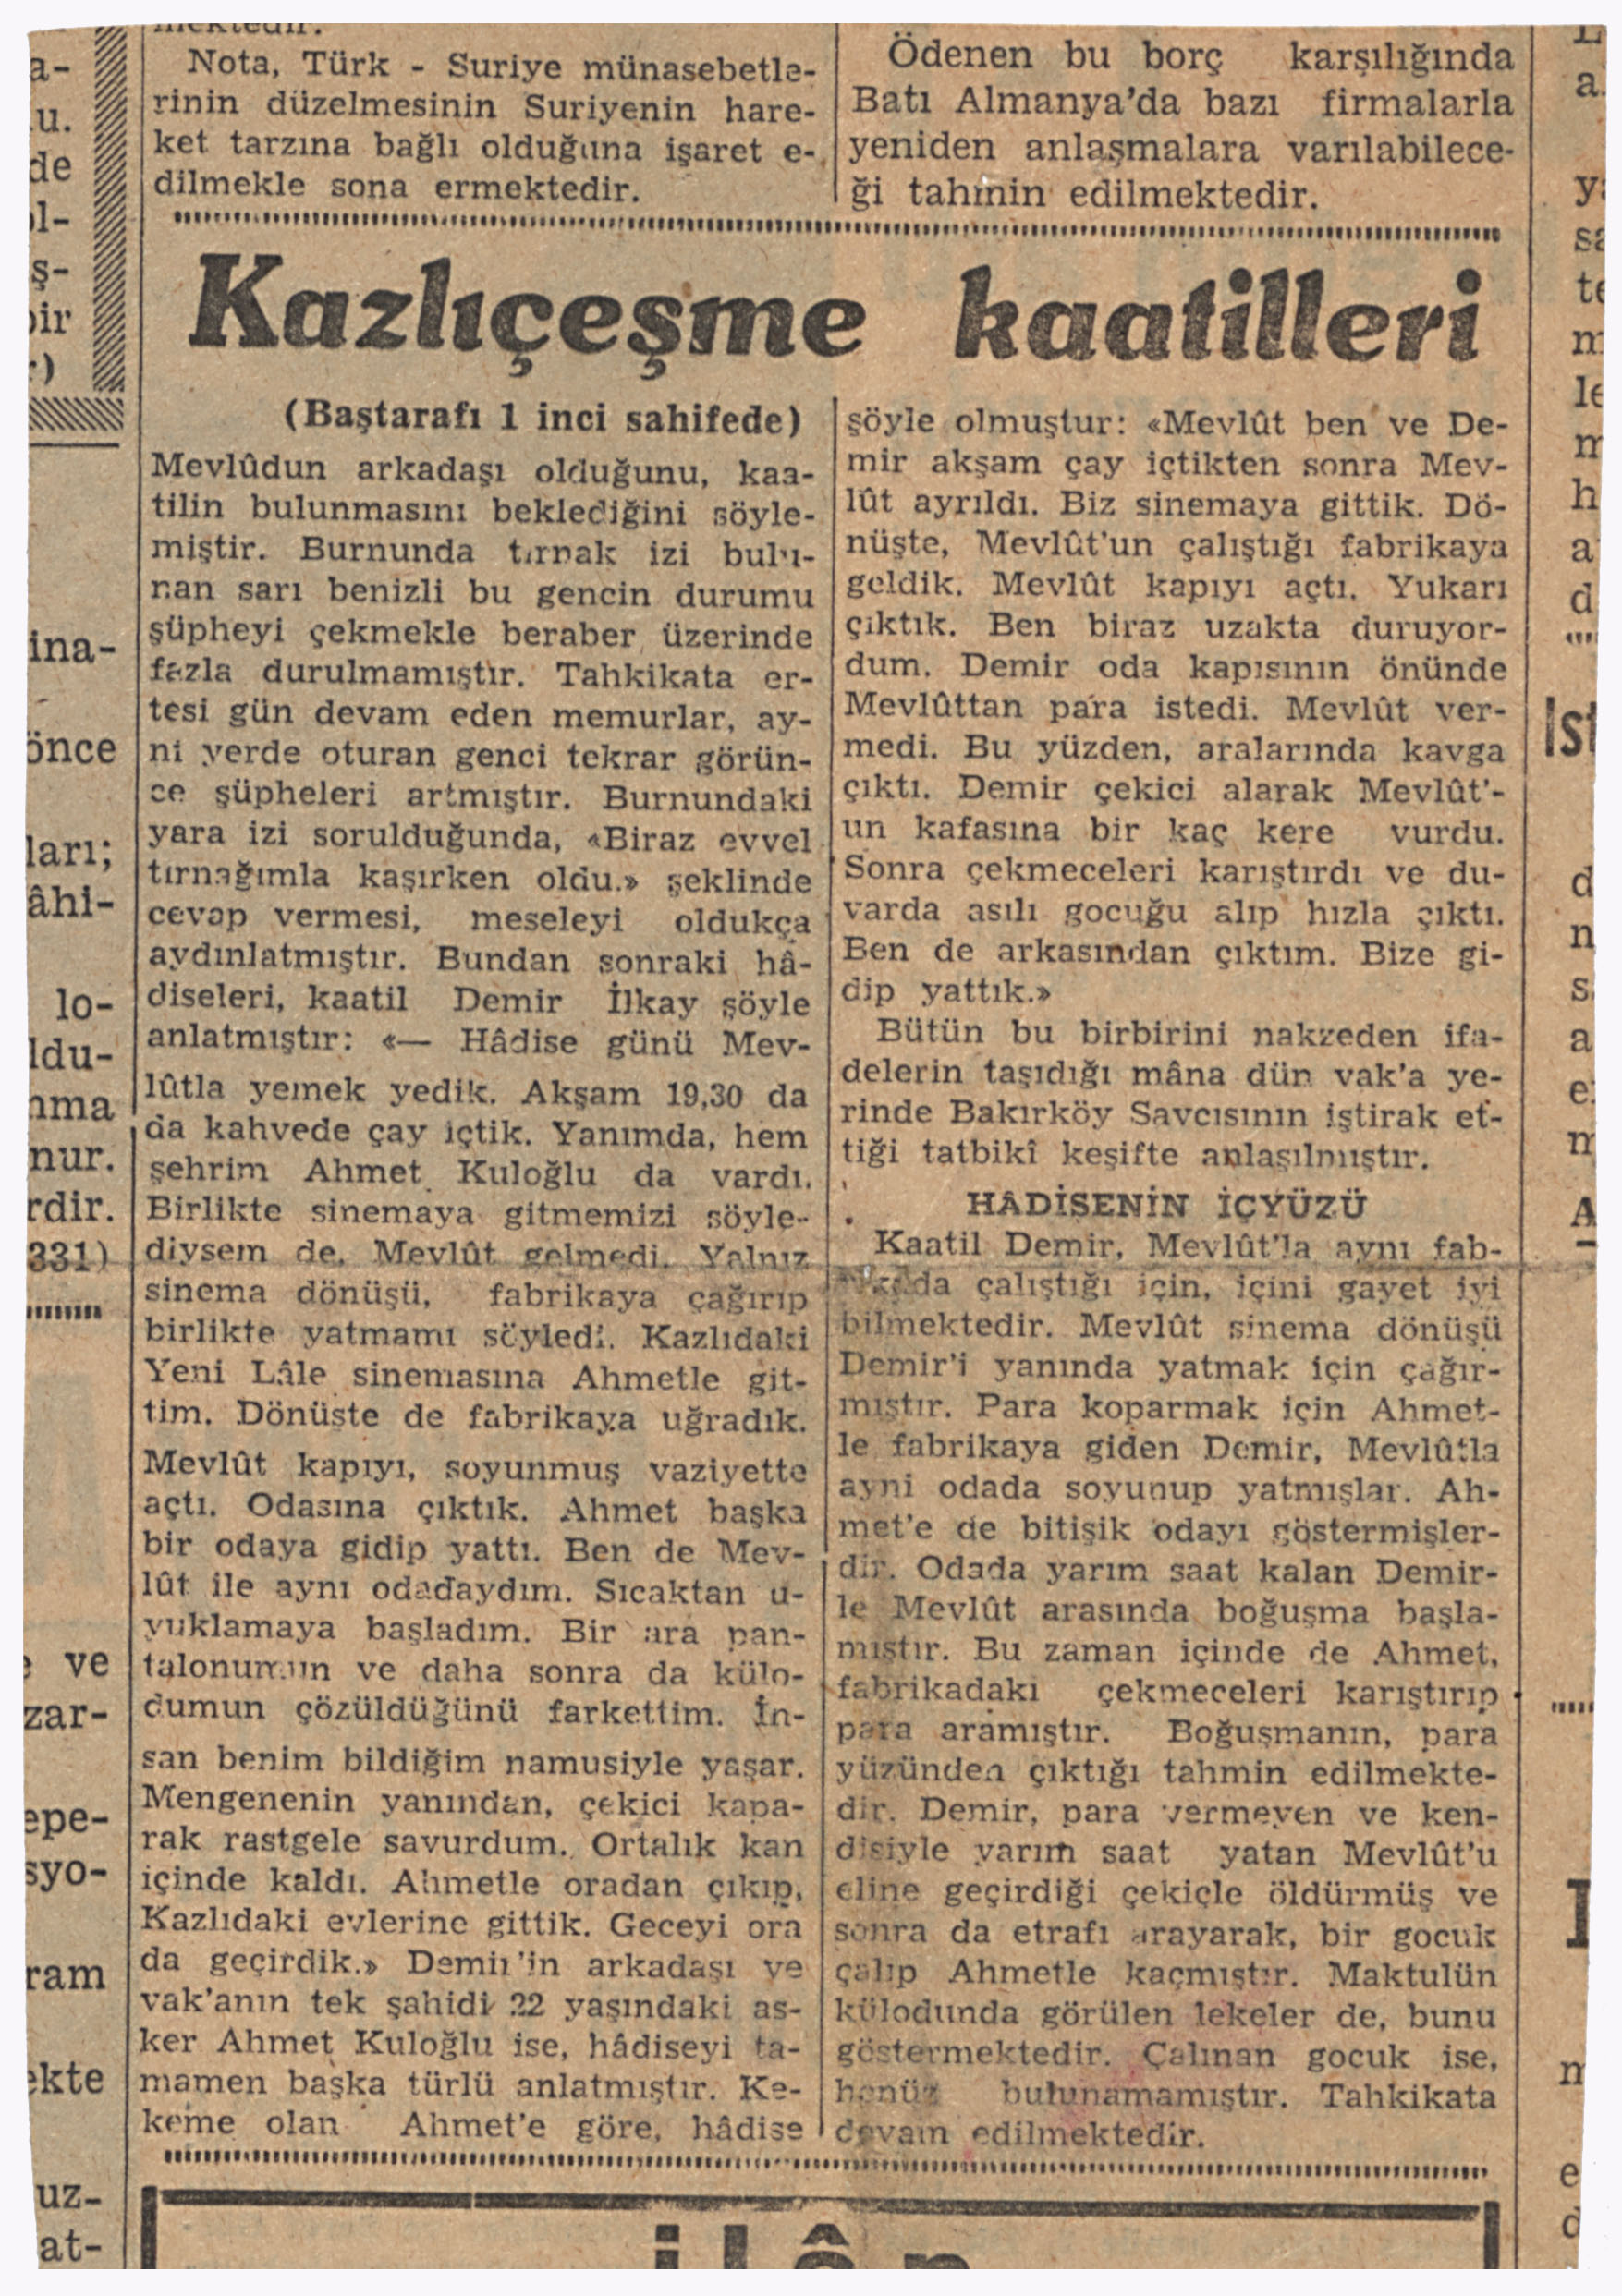 Nota, Türk - Suriye münasebetle-
rinin düzelmesinin Suriyenin hare-
ket tarzına bağlı olduğuna işaret e-
dilmekle sona ermektedir.
Ödenen bu borç karşılığında
Batı Almanya'da bazı firmalarla
yeniden anlaşmalara varılabilece-
ği tahmin edilmektedir.
Kazlıçeşme kaatilleri
(Baştarafı 1 inci sahifede)
Mevlûdun arkadaşı olduğunu, kaa-
tilin bulunmasını beklediğini söyle-
miştir. Burnunda tırnak izi bulu-
nan sarı benizli bu gencin durumu
şüpheyi çekmekle beraber üzerinde
fazla durulmamıştır. Tahkikata er-
tesi gün devam eden memurlar, ay-
ni yerde oturan genci tekrar görün-
ce şüpheleri artmıştır. Burnundaki
yara izi sorulduğunda, «Biraz evvel
tırnağımla kaşırken oldu.» şeklinde
cevap vermesi, meseleyi oldukça
aydınlatmıştır. Bundan sonraki hâ-
diseleri, kaatil Demir İlkay şöyle
anlatmıştır: «— Hâdise günü Mev-
lûtla yemek yedik. Akşam 19,30 da
da kahvede çay içtik. Yanımda, hem
şehrim Ahmet Kuloğlu da vardı.
Birlikte sinemaya gitmemizi söyle-
diysem de, Mevlût gelmedi. Yalnız
sinema dönüşü, fabrikaya çağırıp
birlikte yatmamı söyledi. Kazlıdaki
Yeni Lâle sinemasına Ahmetle git-
tim. Dönüşte de fabrikaya uğradık.
Mevlût kapıyı, soyunmuş vaziyette
açtı. Odasına çıktık. Ahmet başka
bir odaya gidip yattı. Ben de Mev-
lût ile aynı odadaydım. Sıcaktan u-
yuklamaya başladım. Bir ara pan-
talonumun ve daha sonra da külo-
dumun çözüldüğünü farkettim. İn-
san benim bildiğim namusiyle yaşar.
Mengenenin yanından, çekici kapa-
rak rastgele savurdum. Ortalık kan
içinde kaldı. Ahmetle oradan çıkıp,
Kazlıdaki evlerine gittik. Geceyi ora
da geçirdik.» Demir'in arkadaşı ve
vak'anın tek şahidi 22 yaşındaki as-
ker Ahmet Kuloğlu ise, hâdiseyi ta-
mamen başka türlü anlatmıştır. Ke-
keme olan Ahmet'e göre, hâdise
şöyle olmuştur: «Mevlût ben ve De-
mir akşam çay içtikten sonra Mev-
lût ayrıldı. Biz sinemaya gittik. Dö-
nüşte, Mevlût'un çalıştığı fabrikaya
geldik. Mevlût kapıyı açtı. Yukarı
çıktık. Ben biraz uzakta duruyor-
dum. Demir oda kapısının önünde
Mevlûttan para istedi. Mevlût ver-
medi. Bu yüzden, aralarında kavga
çıktı. Demir çekici alarak Mevlût'-
un kafasına bir kaç kere vurdu.
Sonra çekmeceleri karıştırdı ve du-
varda asılı gocuğu alıp hızla çıktı.
Ben de arkasından çıktım. Bize gi-
dip yattık.»
Bütün bu birbirini nakzeden ifa-
delerin taşıdığı mâna dün vak'a ye-
rinde Bakırköy Savcısının iştirak et-
tiği tatbikî keşifte anlaşılmıştır.
HÂDİSENİN İÇYÜZÜ
Kaatil Demir, Mevlût'la aynı fab-
rikada çalıştığı için, içini gayet iyi
bilmektedir. Mevlût sinema dönüşü
Demir'i yanında yatmak için çağır-
mıştır. Para koparmak için Ahmet-
le fabrikaya giden Demir, Mevlûtla
ayni odada soyunup yatmışlar. Ah-
met'e de bitişik odayı göstermişler-
dir. Odada yarım saat kalan Demir-
le Mevlût arasında boğuşma başla-
mıştır. Bu zaman içinde de Ahmet,
fabrikadaki çekmeceleri karıştırıp
para aramıştır. Boğuşmanın, para
yüzünden çıktığı tahmin edilmekte-
dir. Demir, para vermeyen ve ken-
disiyle yarım saat yatan Mevlût'u
eline geçirdiği çekiçle öldürmüş ve
sonra da etrafı arayarak, bir gocuk
çalıp Ahmetle kaçmıştır. Maktulün
külodunda görülen lekeler de, bunu
göstermektedir. Çalınan gocuk ise,
henüz bulunamamıştır. Tahkikata
devam edilmektedir.